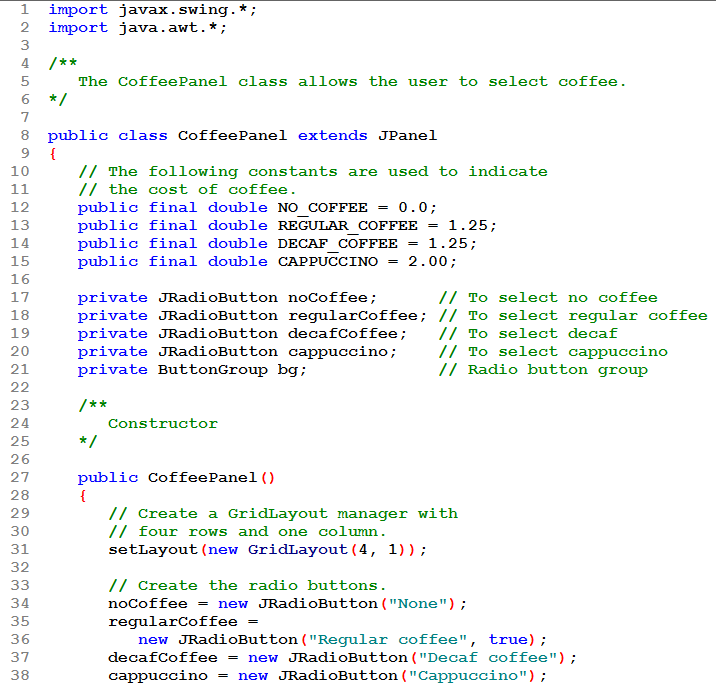 1 import javax.swing.*;
2 import java.awt.*;
3
4 /**
5    The CoffeePanel class allows the user to select coffee.
6 */
7
8 public class CoffeePanel extends JPanel
9 {
10    // The following constants are used to indicate
11    // the cost of coffee.
12    public final double NO_COFFEE = 0.0;
13    public final double REGULAR_COFFEE = 1.25;
14    public final double DECAF_COFFEE = 1.25;
15    public final double CAPPUCCINO = 2.00;
16
17    private JRadioButton noCoffee;      // To select no coffee
18    private JRadioButton regularCoffee; // To select regular coffee
19    private JRadioButton decafCoffee;   // To select decaf
20    private JRadioButton cappuccino;    // To select cappuccino
21    private ButtonGroup bg;             // Radio button group
22
23    /**
24       Constructor
25    */
26
27    public CoffeePanel()
28    {
29       // Create a GridLayout manager with
30       // four rows and one column.
31       setLayout(new GridLayout(4, 1));
32
33       // Create the radio buttons.
34       noCoffee = new JRadioButton("None");
35       regularCoffee =
36          new JRadioButton("Regular coffee", true);
37       decafCoffee = new JRadioButton("Decaf coffee");
38       cappuccino = new JRadioButton("Cappuccino");